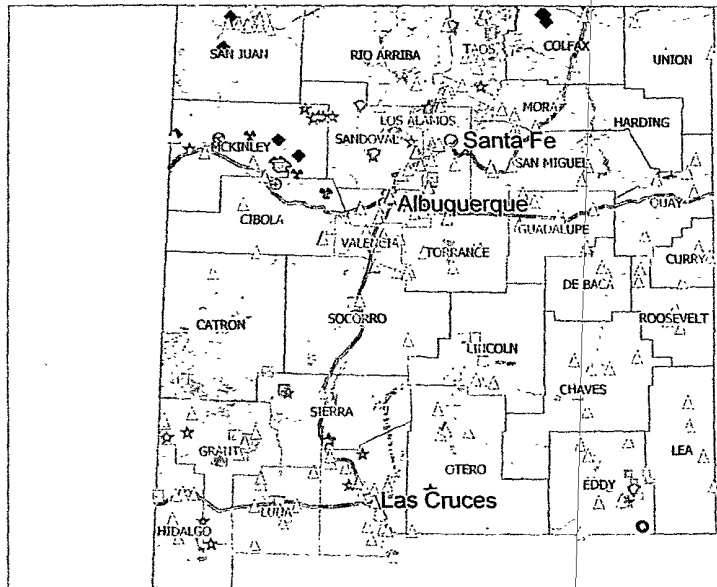 SAN JUAN
RIO ARRIBA
TAOS
COLFAX
UNION
MORA
HARDING
LOS ALAMOS
SANDOVAL
Santa Fe
MCKINLEY
SAN MIGUEL
Albuquerque
QUAY
CIBOLA
GUADALUPE
VALENCIA
TORRANCE
CURRY
DE BACA
CATRON
SOCORRO
ROOSEVELT
LINCOLN
CHAVES
SIERRA
GRANT
LEA
OTERO
EDDY
Las Cruces
LUNA
HIDALGO